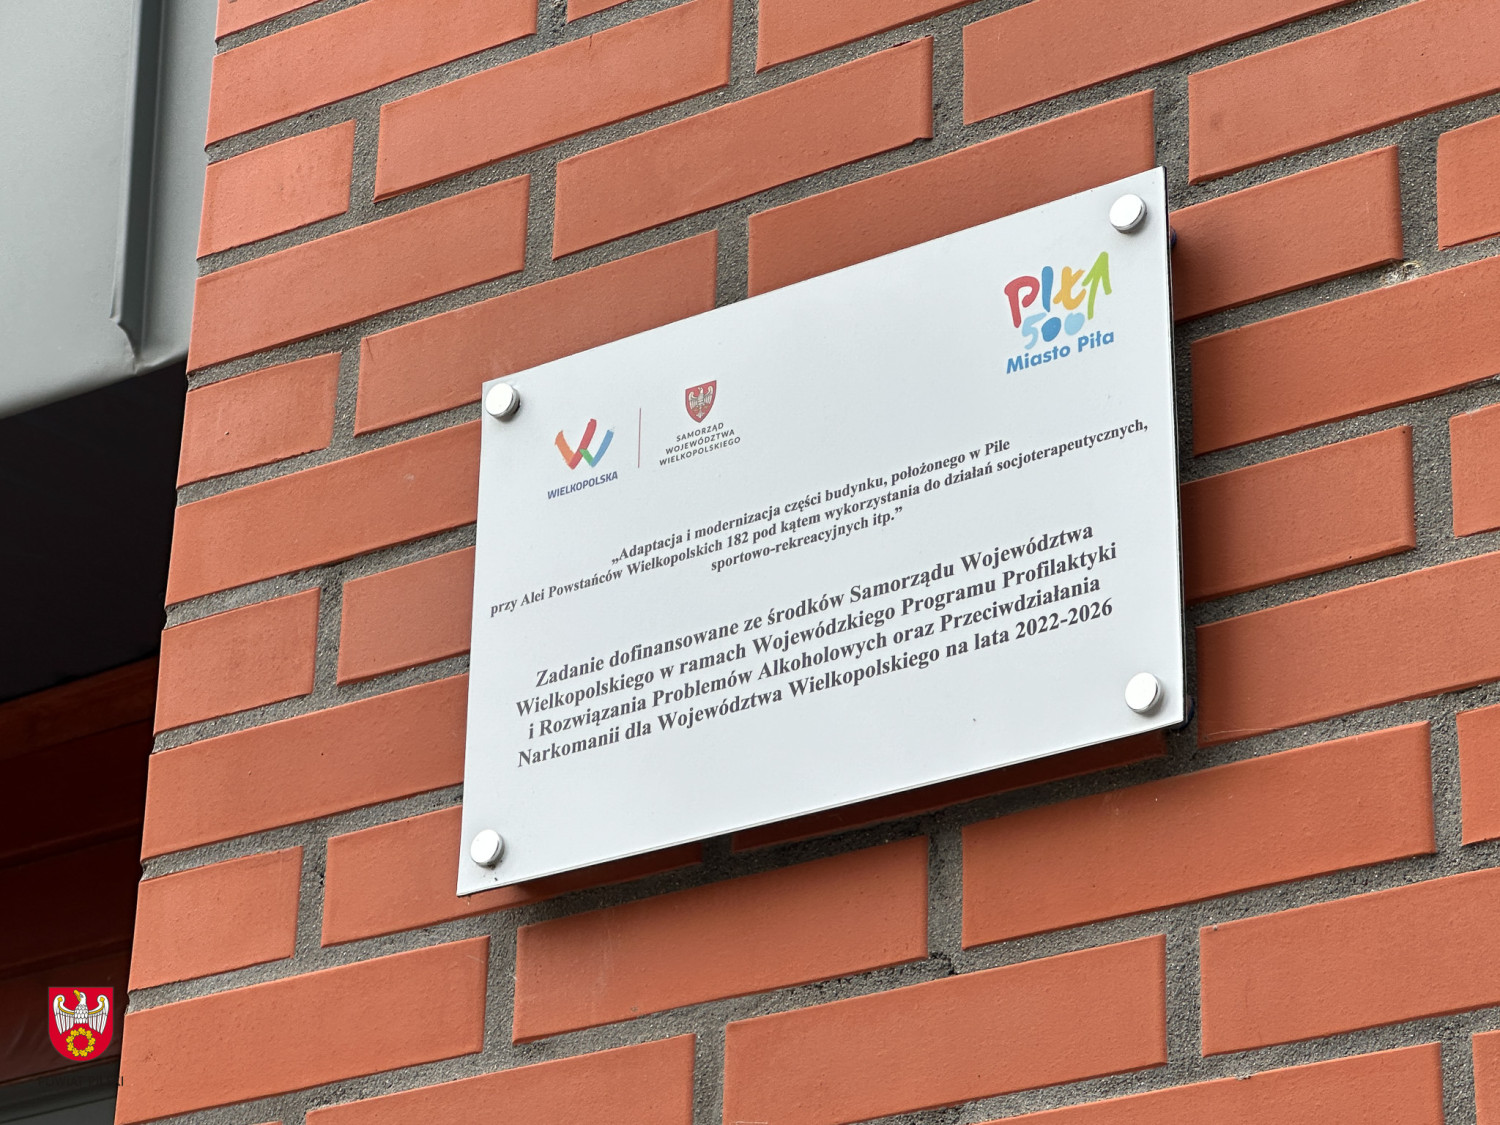 WIELKOPOLSKA
SAMORZĄD
WOJEWÓDZTWA
WIELKOPOLSKIEGO
PIŁA
500
Miasto Piła
„Adaptacja i modernizacja części budynku, położonego w Pile
przy Alei Powstańców Wielkopolskich 182 pod kątem wykorzystania do działań socjoterapeutycznych,
sportowo-rekreacyjnych itp.”
Zadanie dofinansowane ze środków Samorządu Województwa
Wielkopolskiego w ramach Wojewódzkiego Programu Profilaktyki
i Rozwiązania Problemów Alkoholowych oraz Przeciwdziałania
Narkomanii dla Województwa Wielkopolskiego na lata 2022-2026